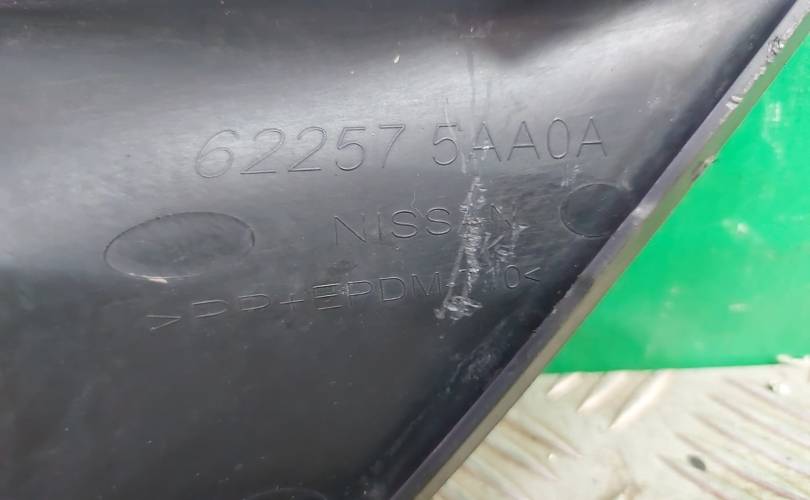 62257 5AA0A
NISSAN
>PP+EPDM-T10<